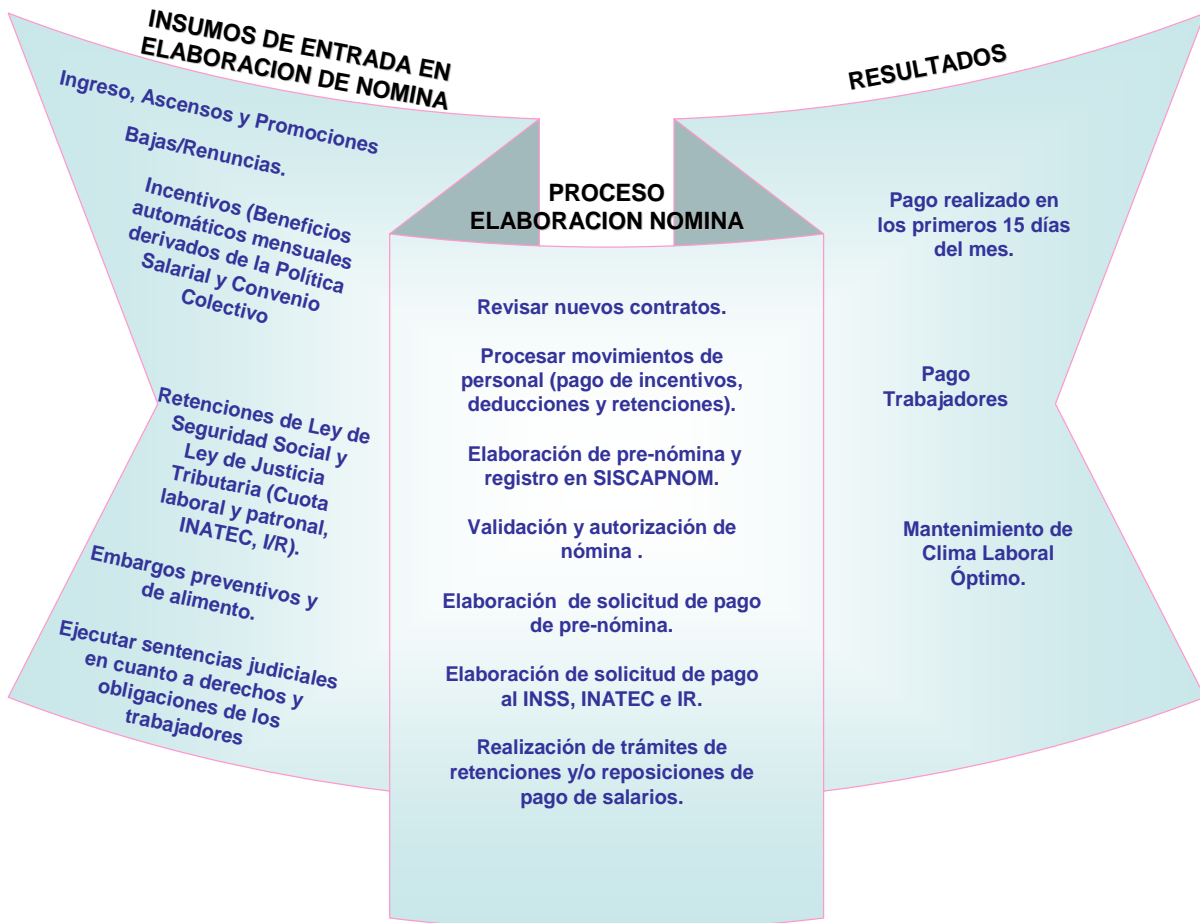 INSUMOS DE ENTRADA EN
ELABORACION DE NOMINA
Ingreso, Ascensos y Promociones
Bajas/Renuncias.
Incentivos (Beneficios
automáticos mensuales
derivados de la Política
Salarial y Convenio
Colectivo
Retenciones de Ley de
Seguridad Social y
Ley de Justicia
Tributaria (Cuota
laboral y patronal,
INATEC, I/R).
Embargos preventivos y
de alimento.
Ejecutar sentencias judiciales
en cuanto a derechos y
obligaciones de los
trabajadores
PROCESO
ELABORACION NOMINA
Revisar nuevos contratos.
Procesar movimientos de
personal (pago de incentivos,
deducciones y retenciones).
Elaboración de pre-nómina y
registro en SISCAPNOM.
Validación y autorización de
nómina .
Elaboración  de solicitud de pago
de pre-nómina.
Elaboración de solicitud de pago
al INSS, INATEC e IR.
Realización de trámites de
retenciones y/o reposiciones de
pago de salarios.
RESULTADOS
Pago realizado en
los primeros 15 días
del mes.
Pago
Trabajadores
Mantenimiento de
Clima Laboral
Óptimo.